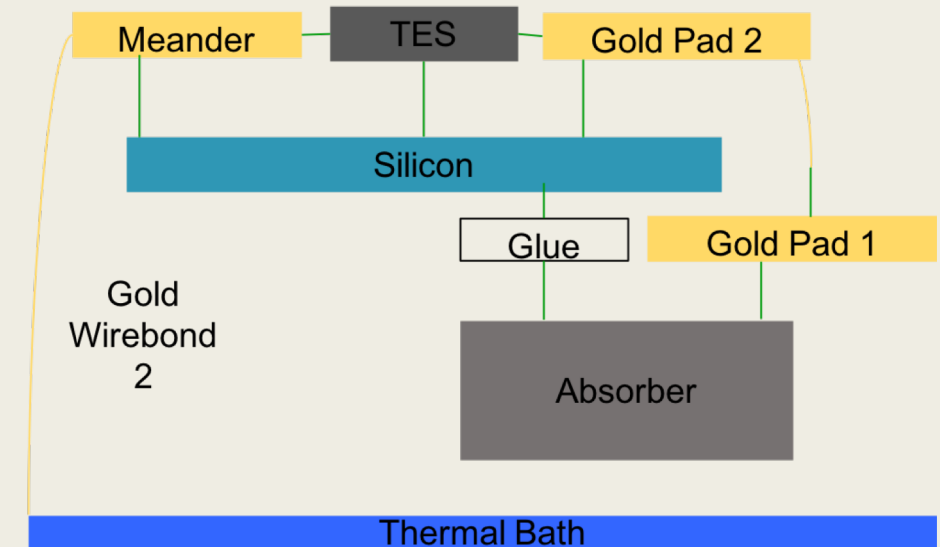 Meander
TES
Gold Pad 2
Silicon
Glue
Gold Pad 1
Gold
Wirebond
2
Absorber
Thermal Bath